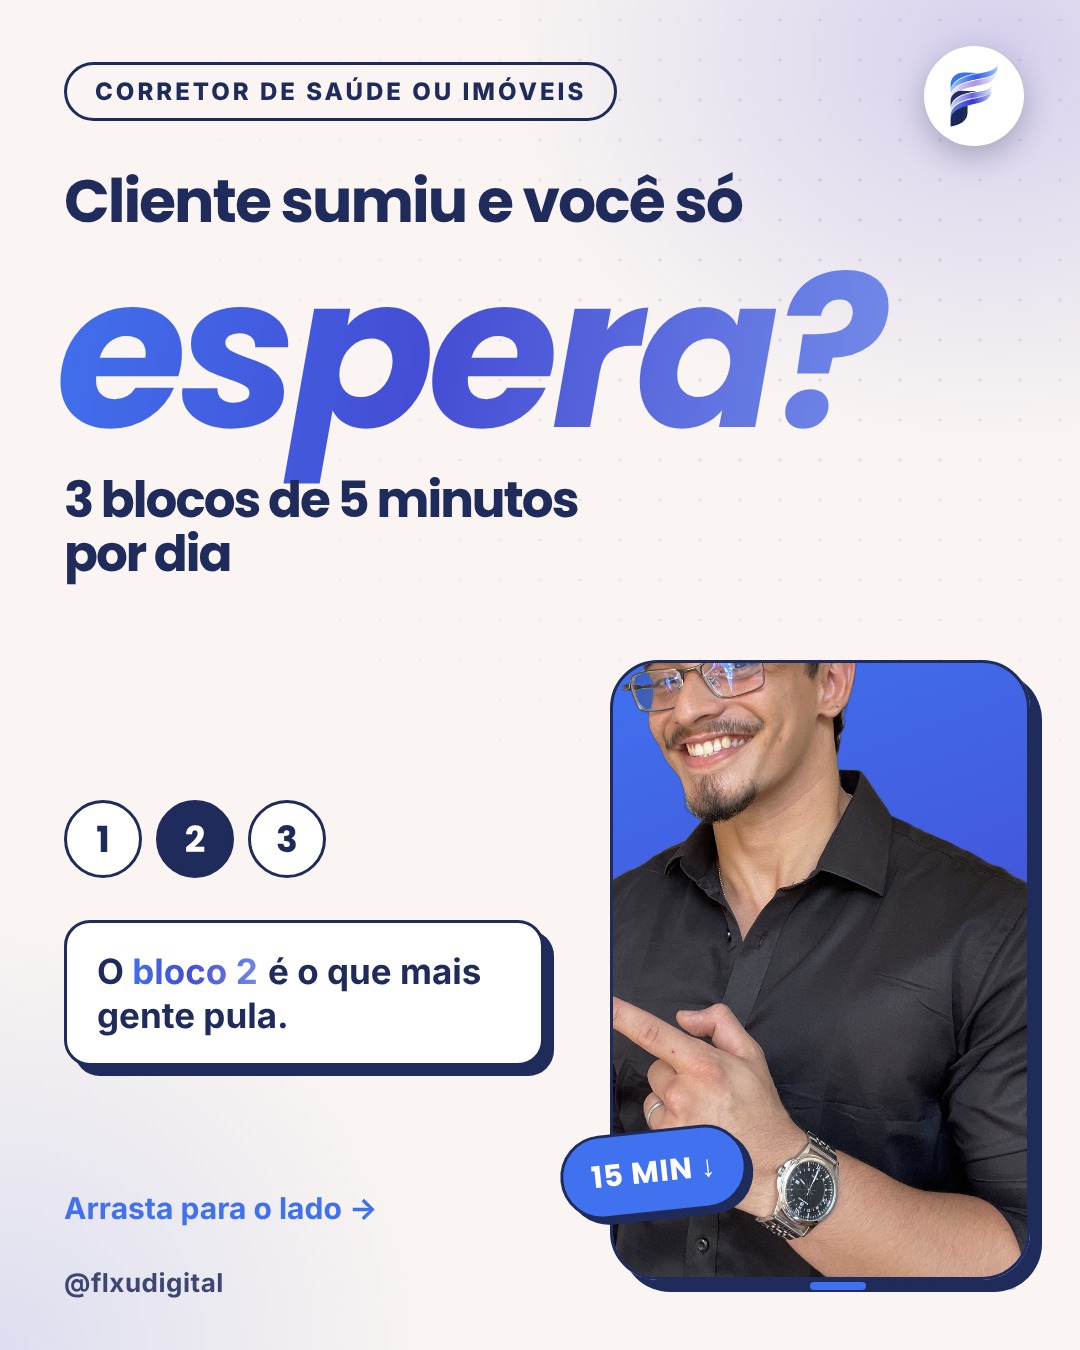 CORRETOR DE SAÚDE OU IMÓVEIS
Cliente sumiu e você só
espera?
3 blocos de 5 minutos
por dia
1 2 3
O bloco 2 é o que mais
gente pula.
15 MIN ↓
Arrasta para o lado →
@flxudigital